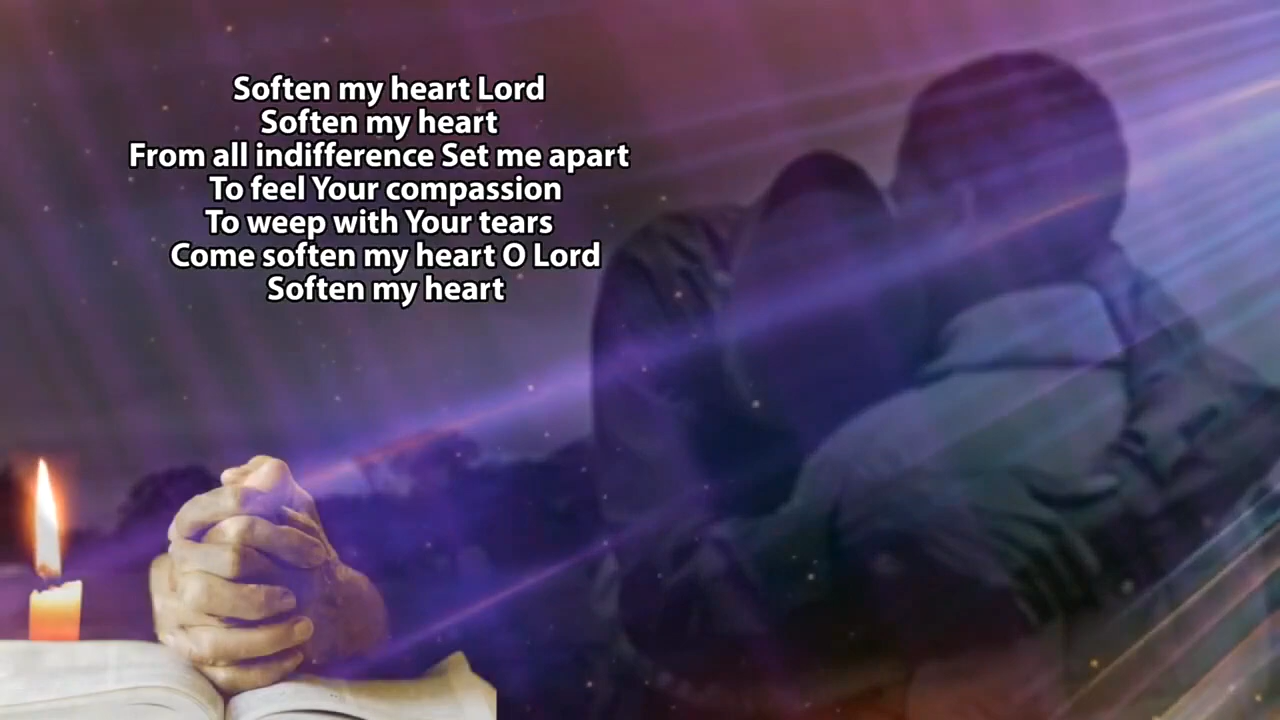 Soften my heart Lord
Soften my heart
From all indifference Set me apart
To feel Your compassion
To weep with Your tears
Come soften my heart O Lord
Soften my heart